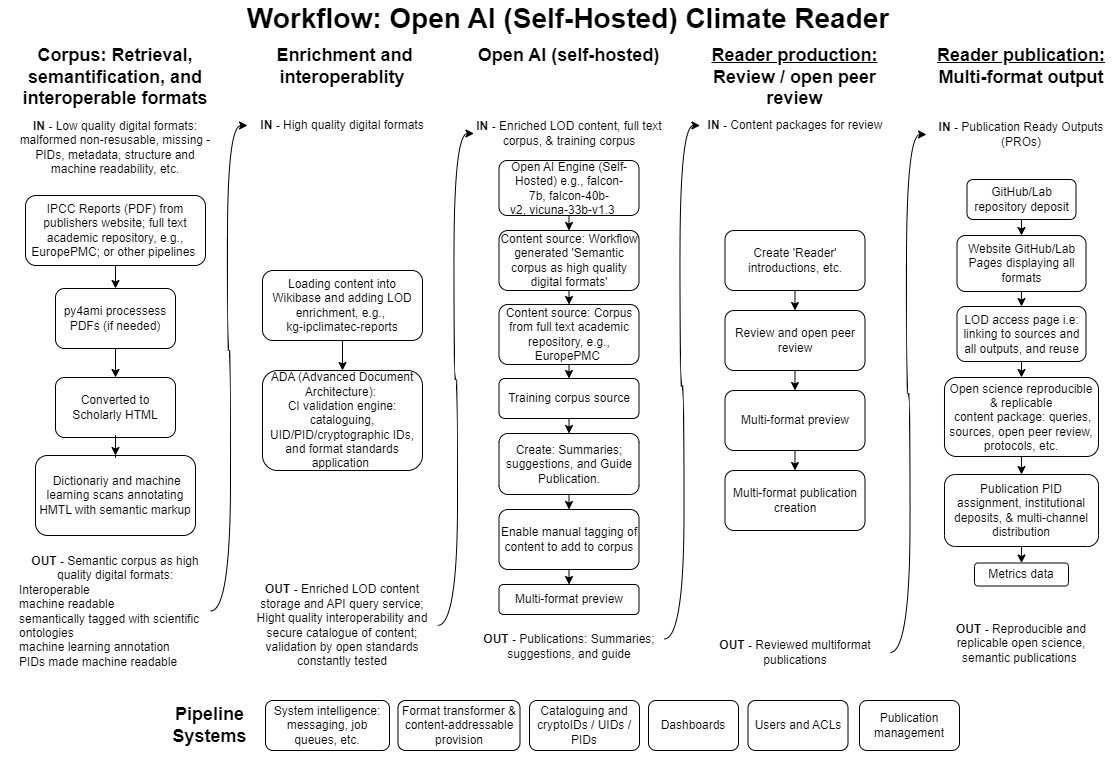 Workflow: Open AI (Self-Hosted) Climate Reader
Corpus: Retrieval,
semantification, and
interoperable formats
IN - Low quality digital formats:
malformed non-resusable, missing -
PIDs, metadata, structure and
machine readability, etc.
IPCC Reports (PDF) from
publishers website; full text
academic repository, e.g.,
EuropePMC; or other pipelines
py4ami processess
PDFs (if needed)
Converted to
Scholarly HTML
Dictionariy and machine
learning scans annotating
HMTL with semantic markup
OUT - Semantic corpus as high
quality digital formats:
Interoperable
machine readable
semantically tagged with scientific
ontologies
machine learning annotation
PIDs made machine readable
Enrichment and
interoperablity
IN - High quality digital formats
Loading content into
Wikibase and adding LOD
enrichment, e.g.,
kg-ipclimatec-reports
ADA (Advanced Document
Architecture):
CI validation engine:
cataloguing,
UID/PID/cryptographic IDs,
and format standards
application
OUT - Enriched LOD content
storage and API query service;
Hight quality interoperability and
secure catalogue of content;
validation by open standards
constantly tested
Open AI (self-hosted)
IN - Enriched LOD content, full text
corpus, & training corpus
Open AI Engine (Self-
Hosted) e.g., falcon-
7b, falcon-40b-
v2, vicuna-33b-v1.3
Content source: Workflow
generated 'Semantic
corpus as high quality
digital formats'
Content source: Corpus
from full text academic
repository, e.g.,
EuropePMC
Training corpus source
Create: Summaries;
suggestions, and Guide
Publication.
Enable manual tagging of
content to add to corpus
Multi-format preview
OUT - Publications: Summaries;
suggestions, and guide
Reader production:
Review / open peer
review
IN - Content packages for review
Create 'Reader'
introductions, etc.
Review and open peer
review
Multi-format preview
Multi-format publication
creation
OUT - Reviewed multiformat
publications
Reader publication:
Multi-format output
IN - Publication Ready Outputs
(PROs)
GitHub/Lab
repository deposit
Website GitHub/Lab
Pages displaying all
formats
LOD access page i.e:
linking to sources and
all outputs, and reuse
Open science reproducible
& replicable
content package: queries,
sources, open peer review,
protocols, etc.
Publication PID
assignment, institutional
deposits, & multi-channel
distribution
Metrics data
OUT - Reproducible and
replicable open science,
semantic publications
Pipeline
Systems
System intelligence:
messaging, job
queues, etc.
Format transformer &
content-addressable
provision
Cataloguing and
cryptoIDs / UIDs /
PIDs
Dashboards
Users and ACLs
Publication
management